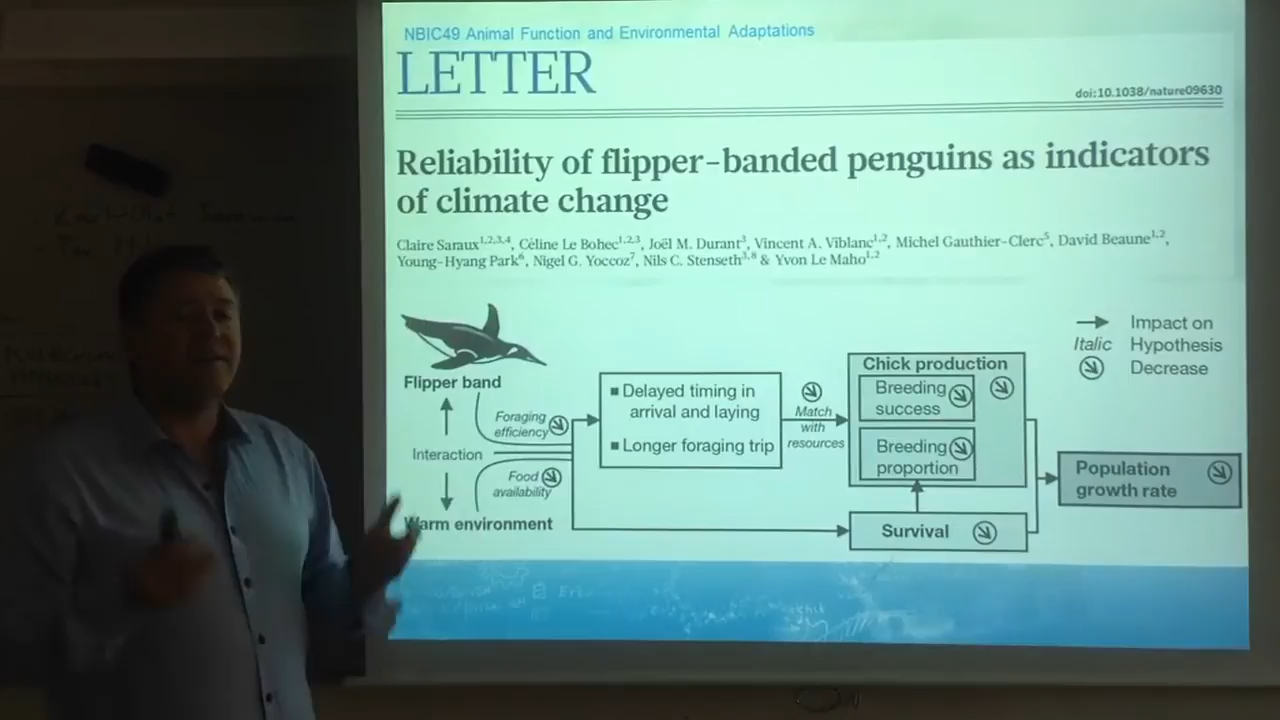 NBIC49 Animal Function and Environmental Adaptations
LETTER
doi:10.1038/nature09630
Reliability of flipper-banded penguins as indicators
of climate change
Claire Saraux1,2,3,4, Céline Le Bohec1,2,3, Joël M. Durant3, Vincent A. Viblanc1,2, Michel Gauthier-Clerc5, David Beaune1,2,
Young-Hyang Park6, Nigel G. Yoccoz7, Nils C. Stenseth3,8 & Yvon Le Maho1,2
Flipper band
Foraging
efficiency
Interaction
Food
availability
Warm environment
▪ Delayed timing in
arrival and laying
▪ Longer foraging trip
Match
with
resources
Chick production
Breeding
success
Breeding
proportion
Survival
Population
growth rate
Impact on
Italic Hypothesis
Decrease